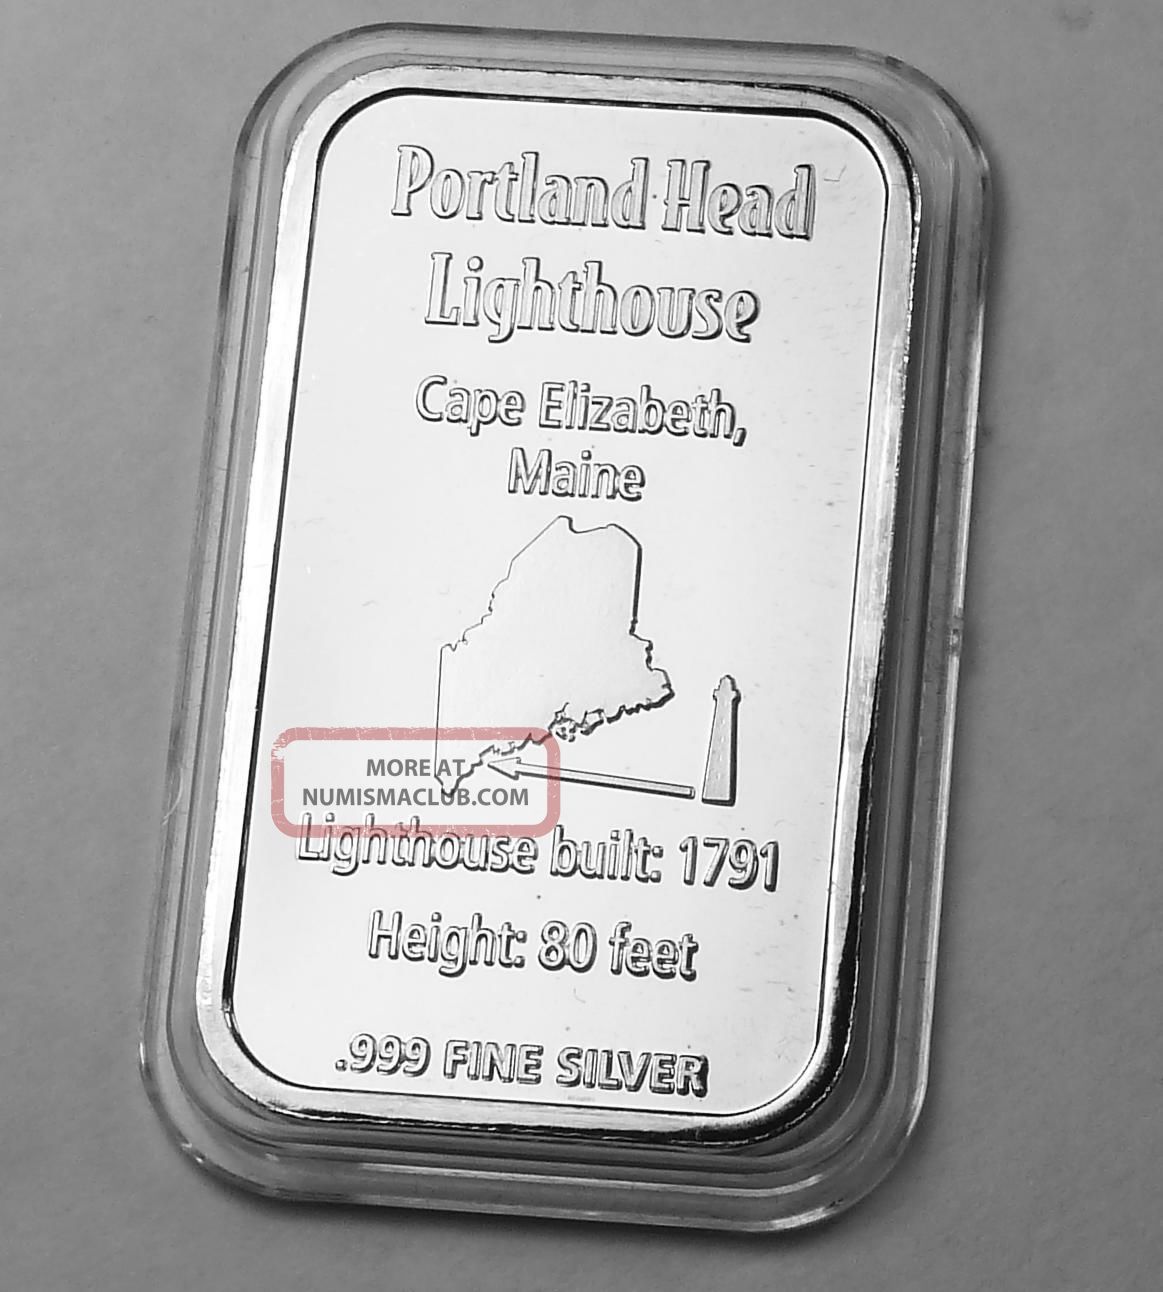 Portland Head
Lighthouse
Cape Elizabeth,
Maine
MORE AT
NUMISMACLUB.COM
Lighthouse built: 1791
Height: 80 feet
.999 FINE SILVER